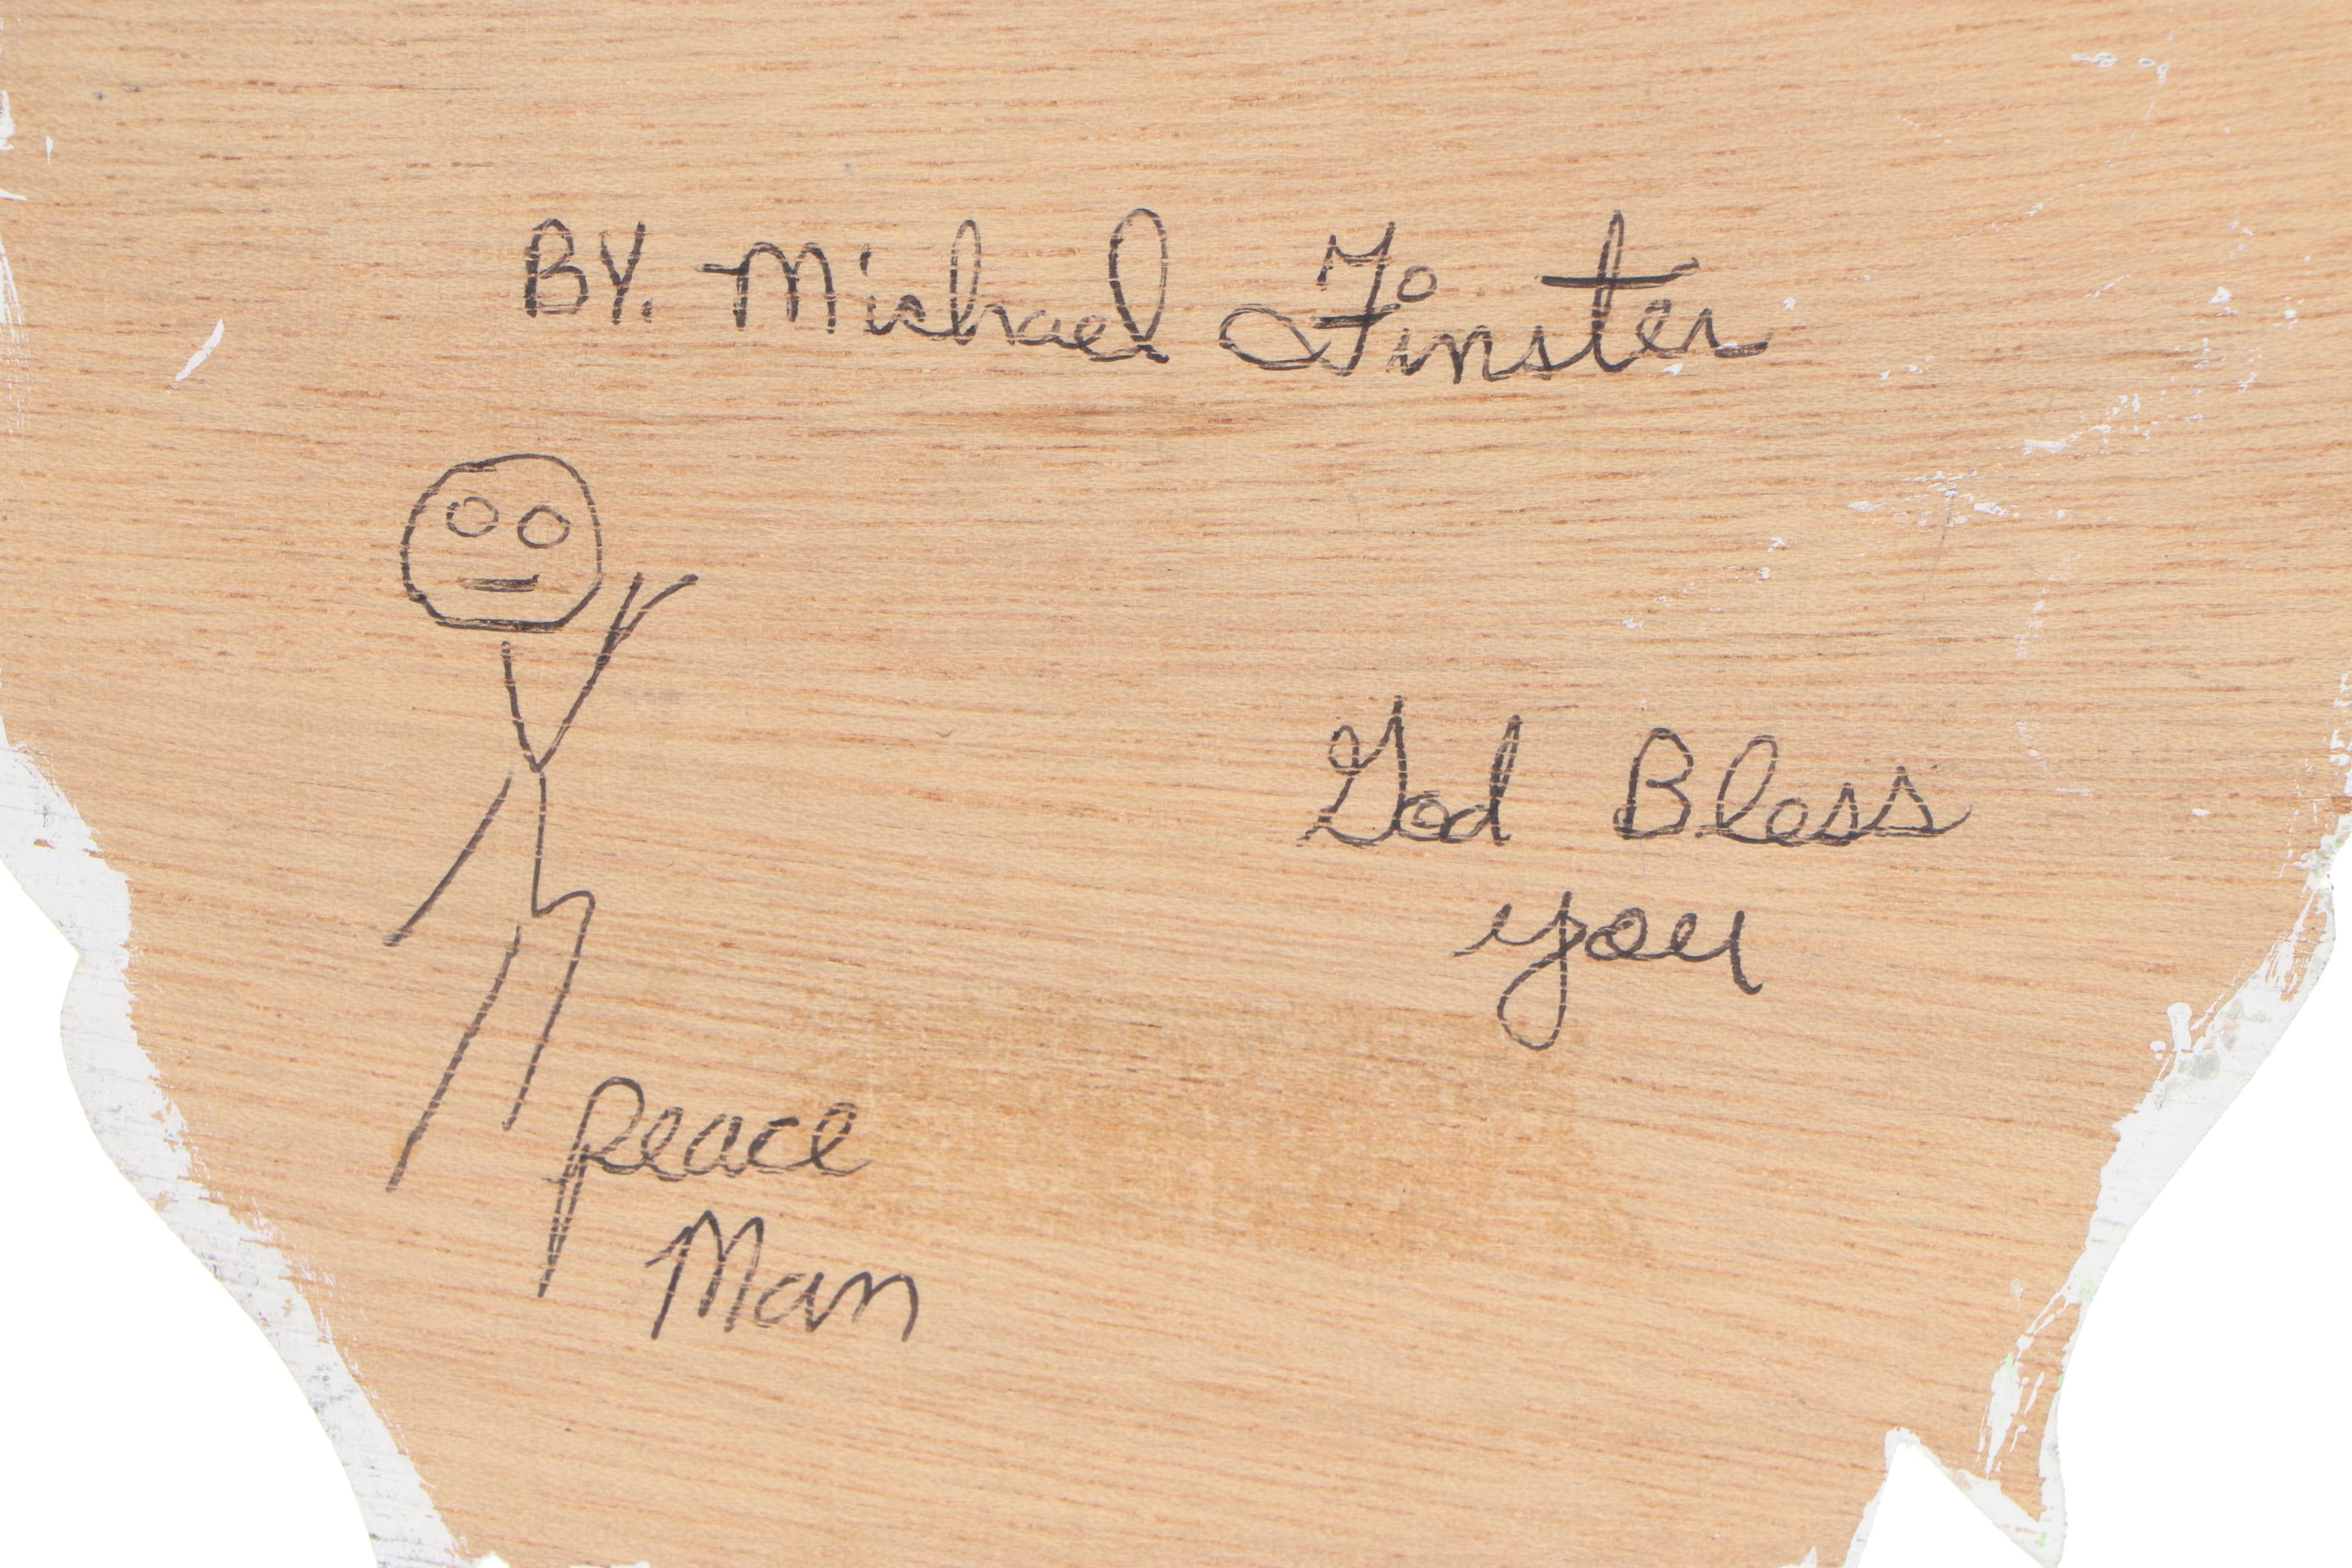 BY. Michael Finster
God Bless
you
peace
Man